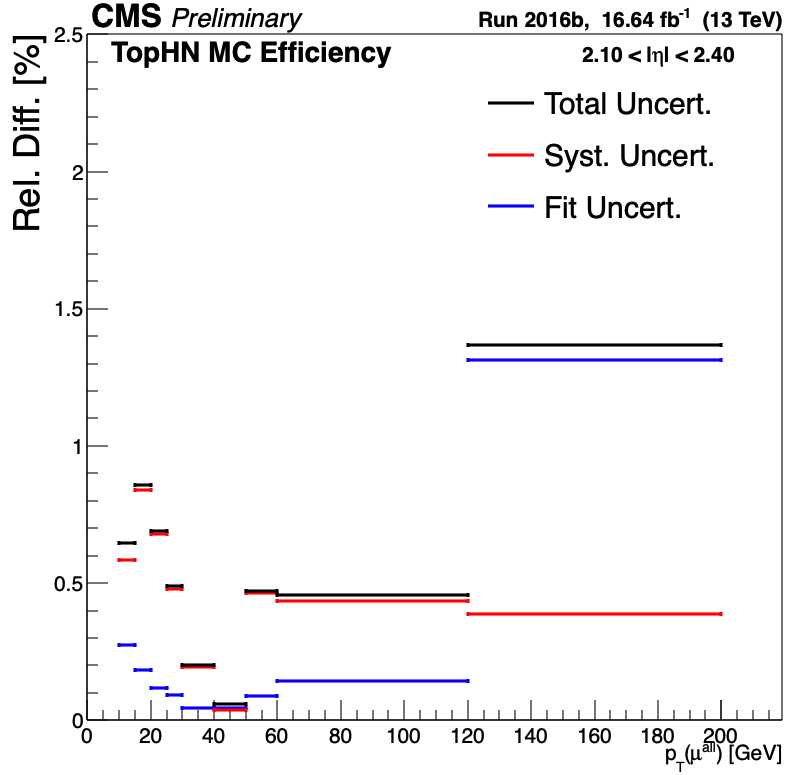 CMS Preliminary Run 2016b, 16.64 fb⁻¹ (13 TeV)
TopHN MC Efficiency 2.10 < |η| < 2.40
Total Uncert.
Syst. Uncert.
Fit Uncert.
Rel. Diff. [%]
2.5
2
1.5
1
0.5
0
0 20 40 60 80 100 120 140 160 180 200
p_T(μ^all) [GeV]